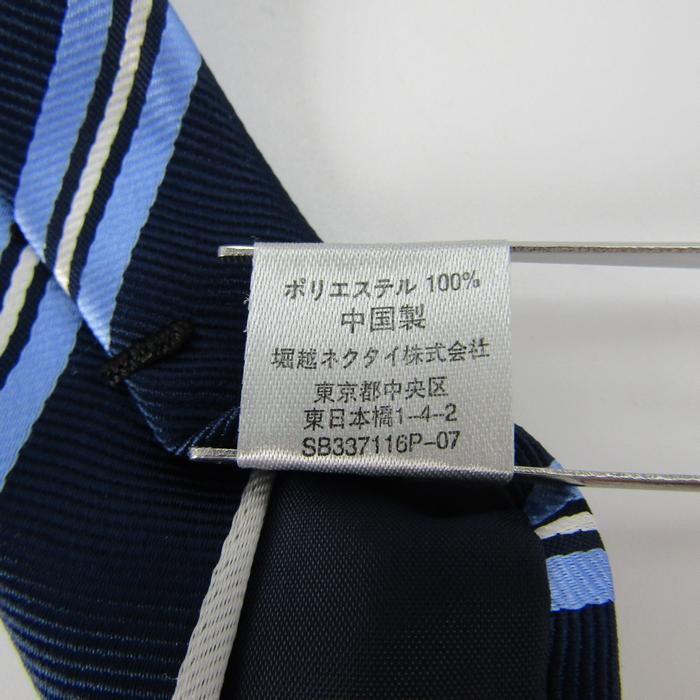 ポリエステル 100%
中国製
堀越ネクタイ株式会社
東京都中央区
東日本橋1-4-2
SB337116P-07